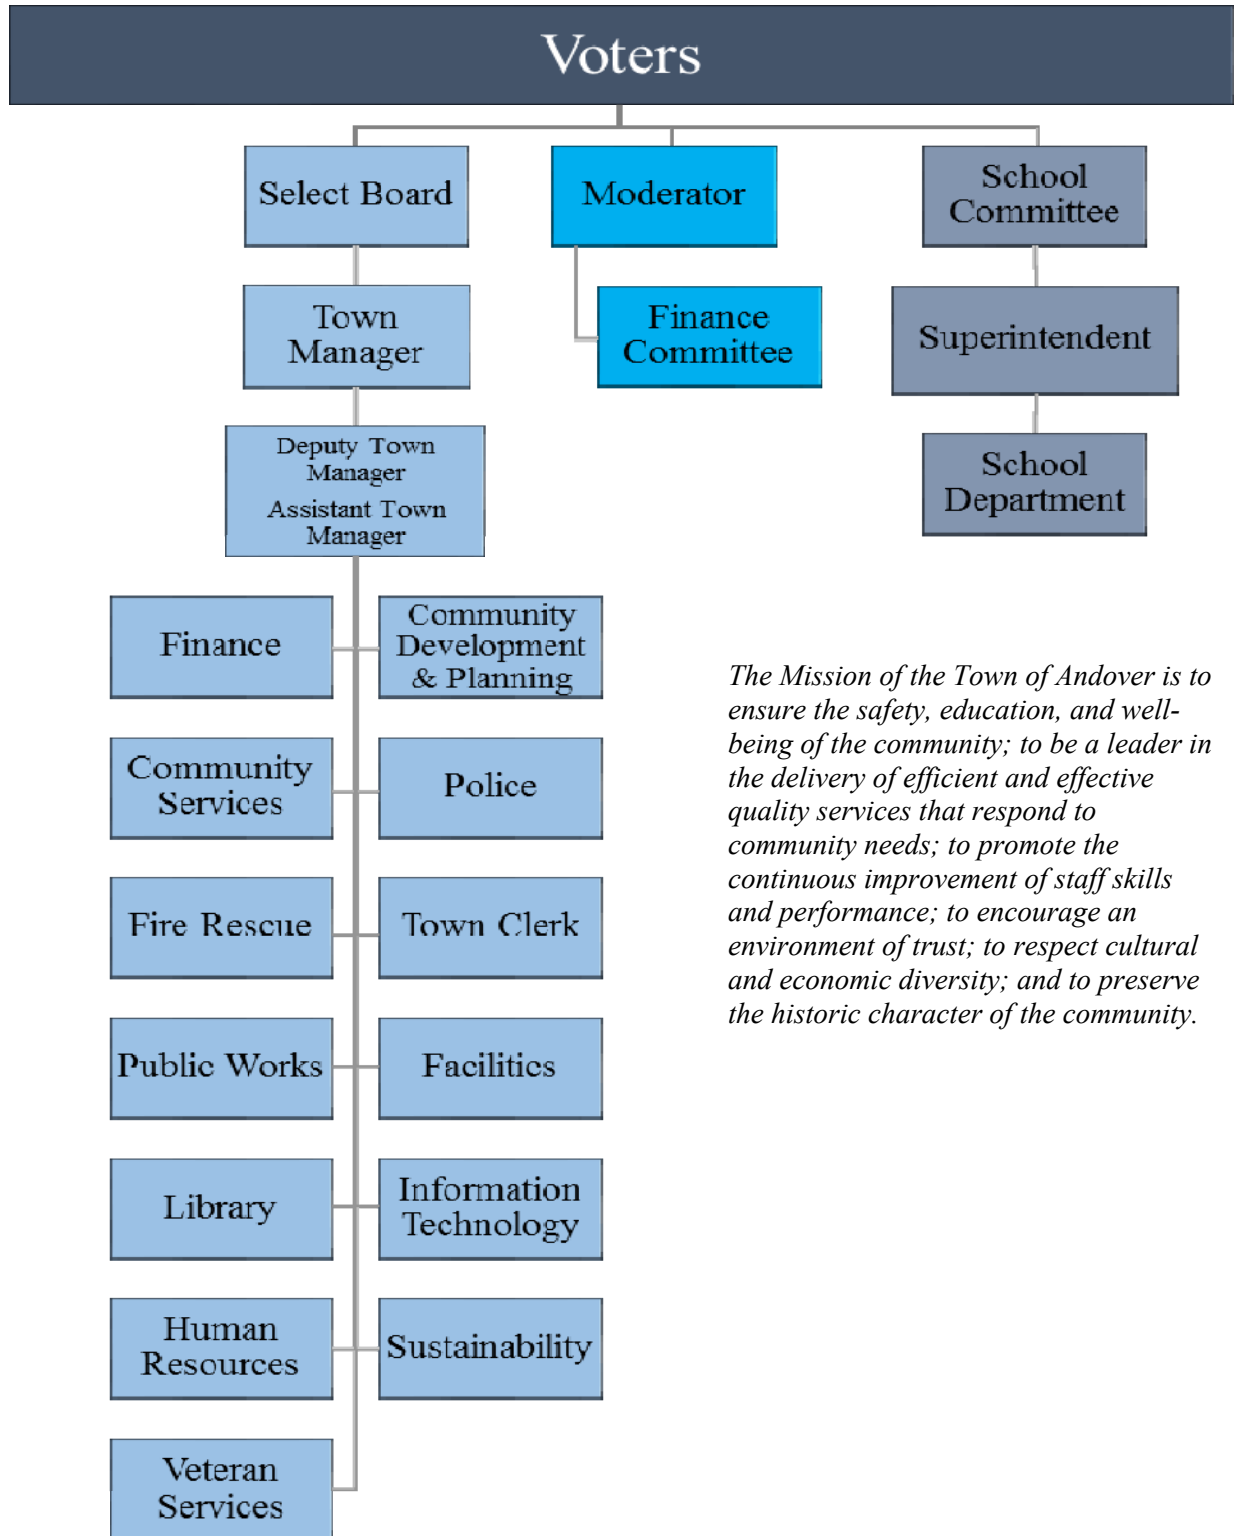 Voters
Select Board
Moderator
School
Committee
Town
Manager
Finance
Committee
Superintendent
Deputy Town
Manager
Assistant Town
Manager
School
Department
Finance
Community
Development
& Planning
Community
Services
Police
Fire Rescue
Town Clerk
Public Works
Facilities
Library
Information
Technology
Human
Resources
Sustainability
Veteran
Services
The Mission of the Town of Andover is to
ensure the safety, education, and well-
being of the community; to be a leader in
the delivery of efficient and effective
quality services that respond to
community needs; to promote the
continuous improvement of staff skills
and performance; to encourage an
environment of trust; to respect cultural
and economic diversity; and to preserve
the historic character of the community.